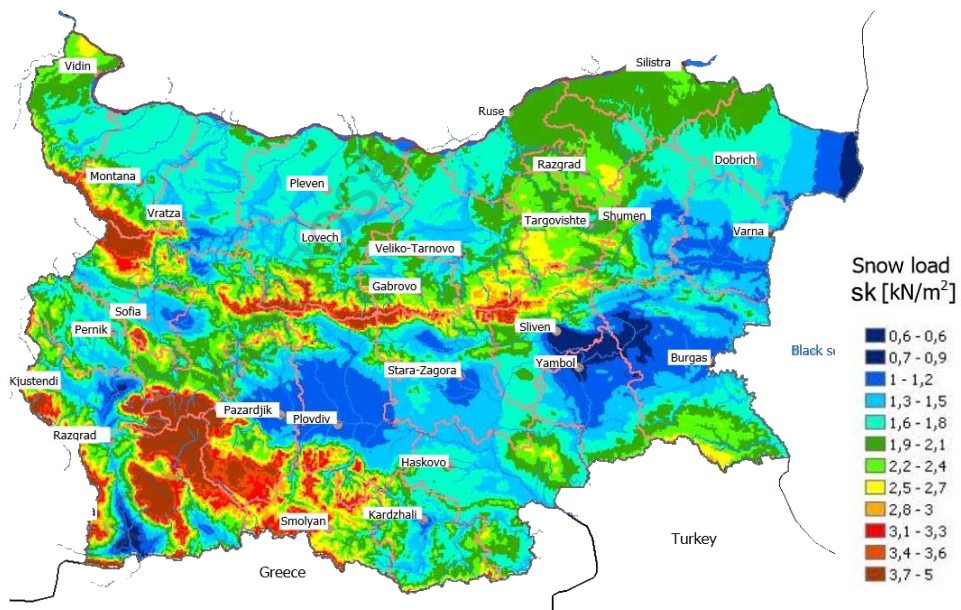 Vidin
Silistra
Ruse
Razgrad
Dobrich
Montana
Pleven
Vratza
Targovishte
Shumen
Varna
Lovech
Veliko-Tarnovo
Gabrovo
Sofia
Pernik
Sliven
Yambol
Burgas
Stara-Zagora
Kjustendi
Pazardjik
Plovdiv
Razgrad
Haskovo
Smolyan
Kardzhali
Greece
Turkey
Black
Snow load
sk [kN/m²]
0,6 - 0,6
0,7 - 0,9
1 - 1,2
1,3 - 1,5
1,6 - 1,8
1,9 - 2,1
2,2 - 2,4
2,5 - 2,7
2,8 - 3
3,1 - 3,3
3,4 - 3,6
3,7 - 5